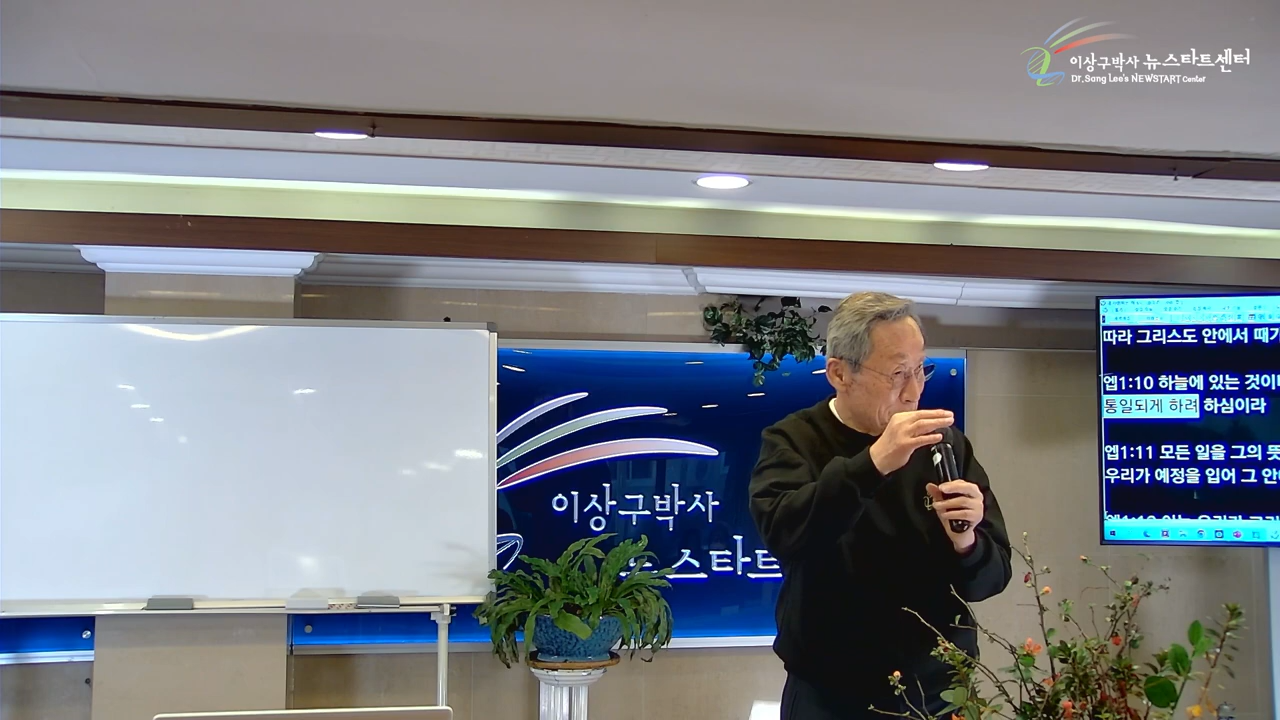 이상구박사 뉴스타트센터
Dr. Sang Lee's NEWSTART Center
따라 그리스도 안에서 때가
엡1:10 하늘에 있는 것이나
통일되게 하려 하심이라
엡1:11 모든 일을 그의 뜻
우리가 예정을 입어 그 안에
이상구박사
스타트